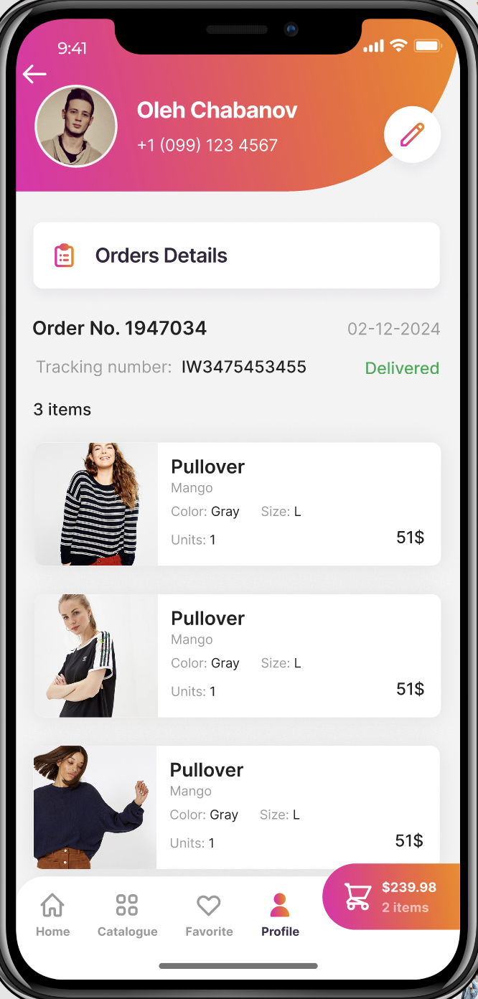 9:41
Oleh Chabanov
+1 (099) 123 4567
Orders Details
Order No. 1947034 02-12-2024
Tracking number: IW3475453455 Delivered
3 items
Pullover
Mango
Color: Gray Size: L
Units: 1 51$
Pullover
Mango
Color: Gray Size: L
Units: 1 51$
Pullover
Mango
Color: Gray Size: L
Units: 1 51$
$239.98
2 items
Home Catalogue Favorite Profile